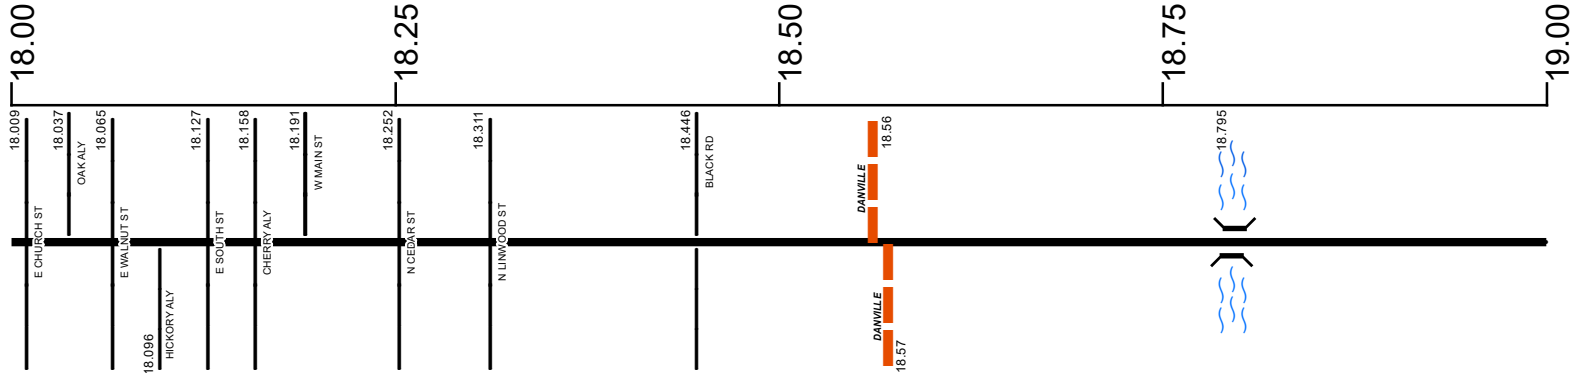 18.00
18.25
18.50
18.75
19.00
18.009
18.037
18.065
18.127
18.158
18.191
18.252
18.311
18.446
18.56
18.795
OAK ALY
W MAIN ST
BLACK RD
DANVILLE
E CHURCH ST
E WALNUT ST
E SOUTH ST
CHERRY ALY
N CEDAR ST
N LINWOOD ST
HICKORY ALY
18.096
DANVILLE
18.57